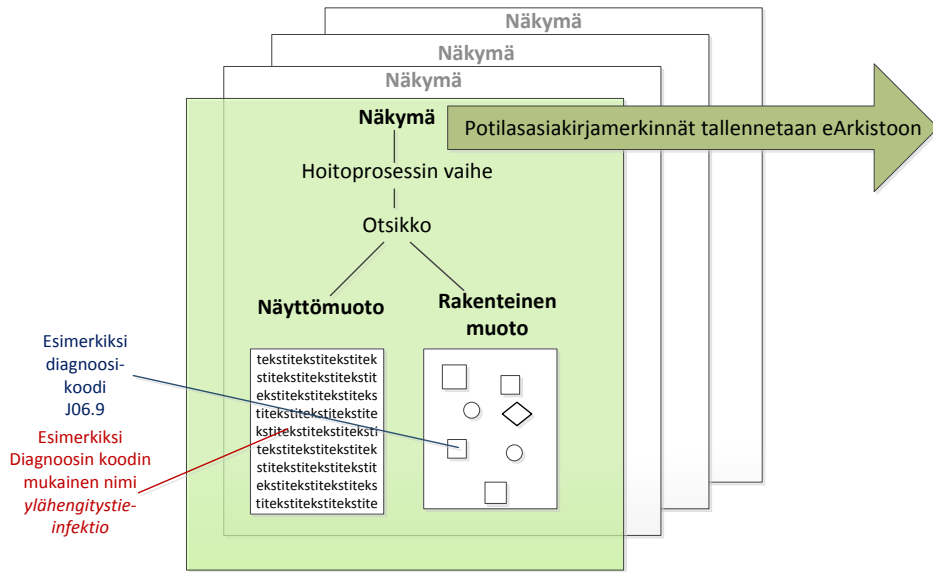 Näkymä
Näkymä
Näkymä
Näkymä
Potilasasiakirjamerkinnät tallennetaan eArkistoon
Hoitoprosessin vaihe
Otsikko
Näyttömuoto
Rakenteinen
muoto
Esimerkiksi
diagnoosi-
koodi
J06.9
Esimerkiksi
Diagnoosin koodin
mukainen nimi
ylähengitystie-
infektio
tekstitekstitekstitek
stitekstitekstitekstit
ekstitekstitekstiteks
titekstitekstitekstite
kstitekstitekstiteksti
tekstitekstitekstitek
stitekstitekstitekstit
ekstitekstitekstiteks
titekstitekstitekstite